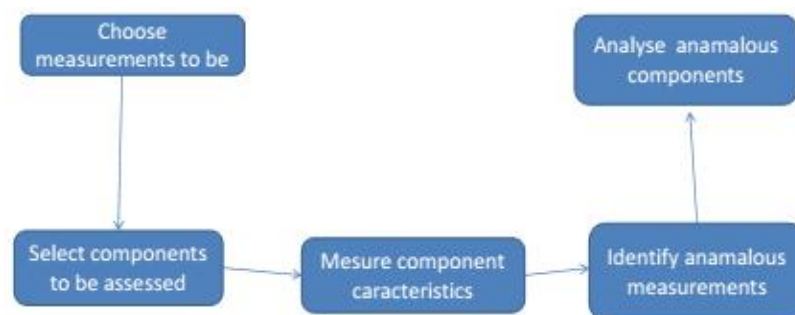 Choose
measurements to be
Select components
to be assessed
Mesure component
caracteristics
Identify anamalous
measurements
Analyse anamalous
components